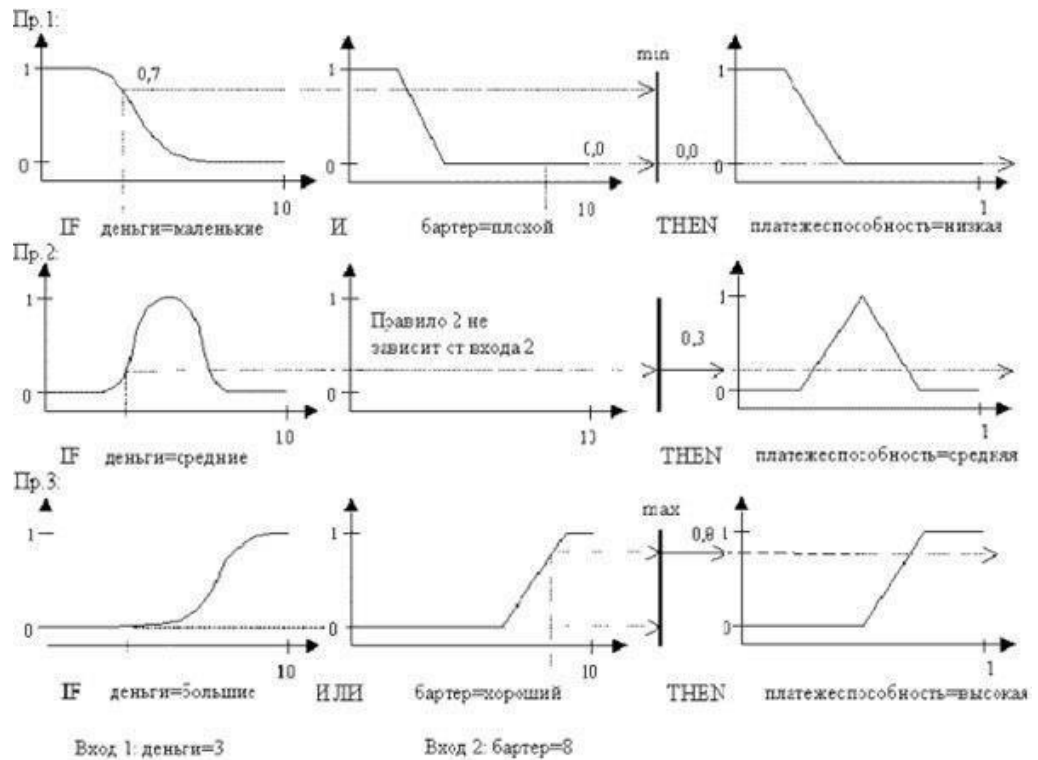 Пр.1:
min
1
0,7
1
1
0
0
0,0
0,0
0
10
10
1
IF деньги=маленькие И бартер=плохой THEN платежеспособность=низкая
Пр.2:
1
1
Правило 2 не
зависит от входа 2
0,3
1
0
0
0
10
10
1
IF деньги=средние THEN платежеспособность=средняя
Пр.3:
max
1
1
0,8
1
0
0
0
10
10
1
IF деньги=большие ИЛИ бартер=хороший THEN платежеспособность=высокая
Вход 1: деньги=3 Вход 2: бартер=8